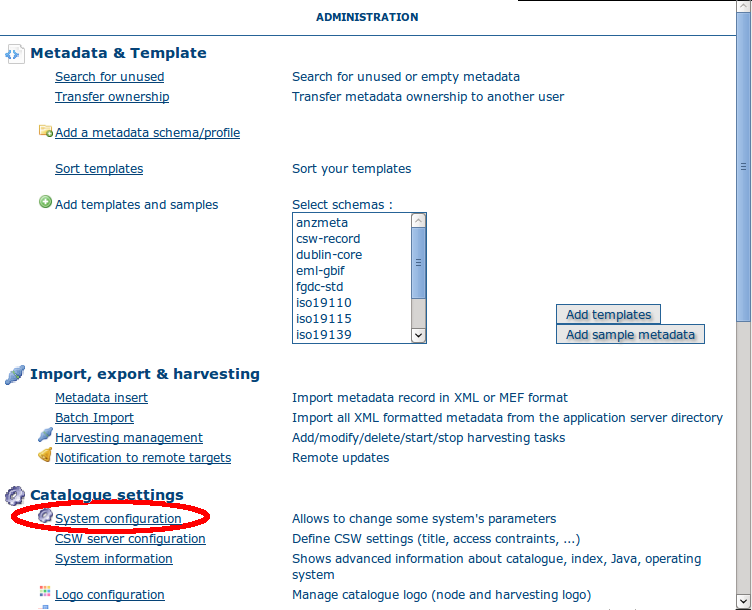 ADMINISTRATION
Metadata & Template
Search for unused Search for unused or empty metadata
Transfer ownership Transfer metadata ownership to another user
Add a metadata schema/profile
Sort templates Sort your templates
Add templates and samples Select schemas :
anzmeta
csw-record
dublin-core
eml-gbif
fgdc-std
iso19110
iso19115
iso19139
Add templates
Add sample metadata
Import, export & harvesting
Metadata insert Import metadata record in XML or MEF format
Batch Import Import all XML formatted metadata from the application server directory
Harvesting management Add/modify/delete/start/stop harvesting tasks
Notification to remote targets Remote updates
Catalogue settings
System configuration Allows to change some system's parameters
CSW server configuration Define CSW settings (title, access contraints, ...)
System information Shows advanced information about catalogue, index, Java, operating
system
Logo configuration Manage catalogue logo (node and harvesting logo)